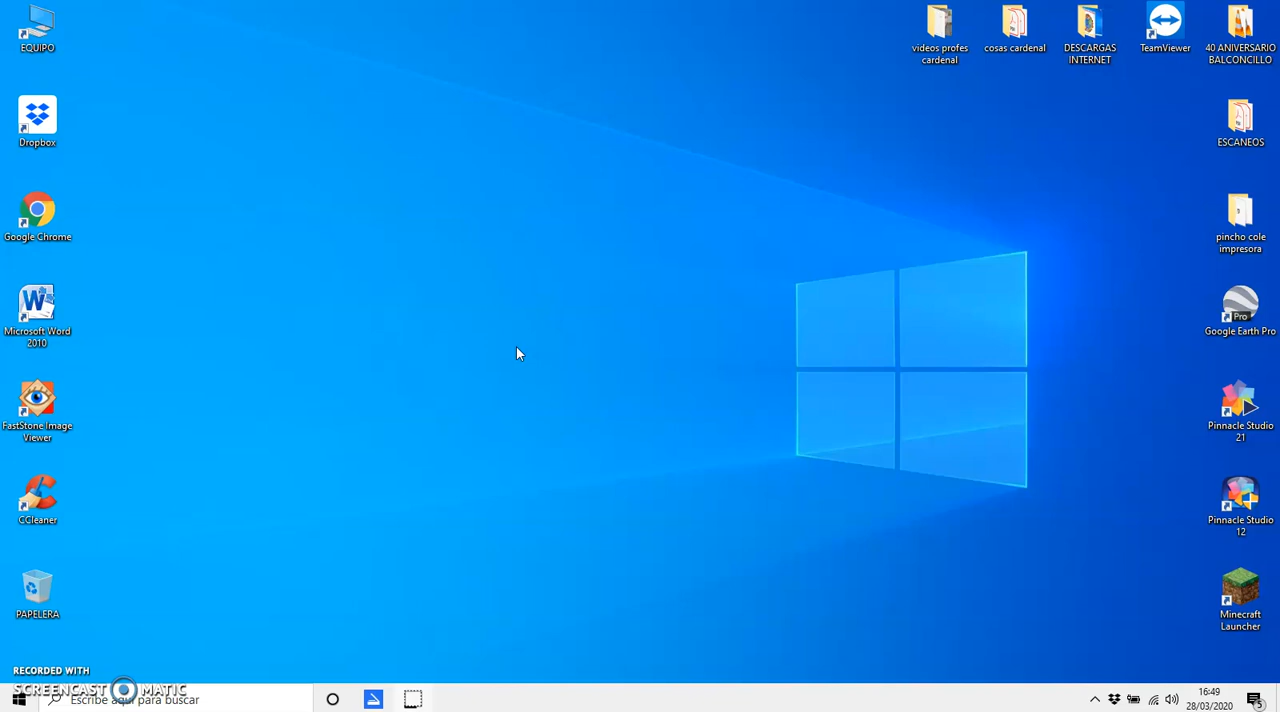 EQUIPO
Dropbox
Google Chrome
Microsoft Word
2010
FastStone Image
Viewer
CCleaner
PAPELERA
videos profes
cardenal
cosas cardenal
DESCARGAS
INTERNET
TeamViewer
40 ANIVERSARIO
BALCONCILLO
ESCANEOS
pincho cole
impresora
Pro
Google Earth Pro
Pinnacle Studio
21
Pinnacle Studio
12
Minecraft
Launcher
RECORDED WITH
SCREENCAST MATIC
Escribe aquí para buscar
16:49
28/03/2020
5